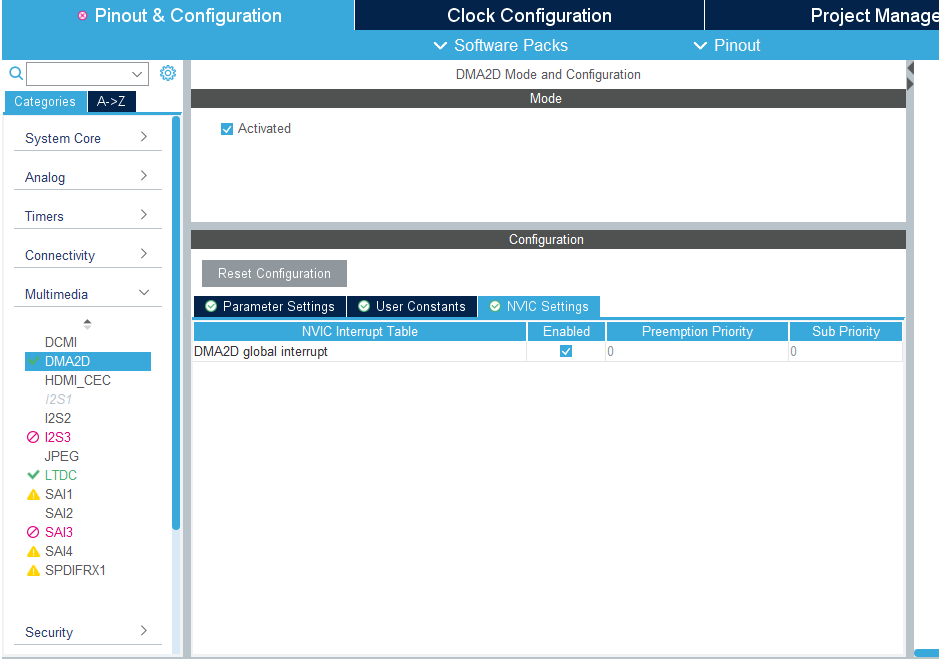 Pinout & Configuration
Clock Configuration
Project Manage
Software Packs
Pinout
Categories
A->Z
System Core
Analog
Timers
Connectivity
Multimedia
DCMI
DMA2D
HDMI_CEC
I2S1
I2S2
I2S3
JPEG
LTDC
SAI1
SAI2
SAI3
SAI4
SPDIFRX1
Security
DMA2D Mode and Configuration
Mode
Activated
Configuration
Reset Configuration
Parameter Settings
User Constants
NVIC Settings
NVIC Interrupt Table Enabled Preemption Priority Sub Priority
DMA2D global interrupt 0 0